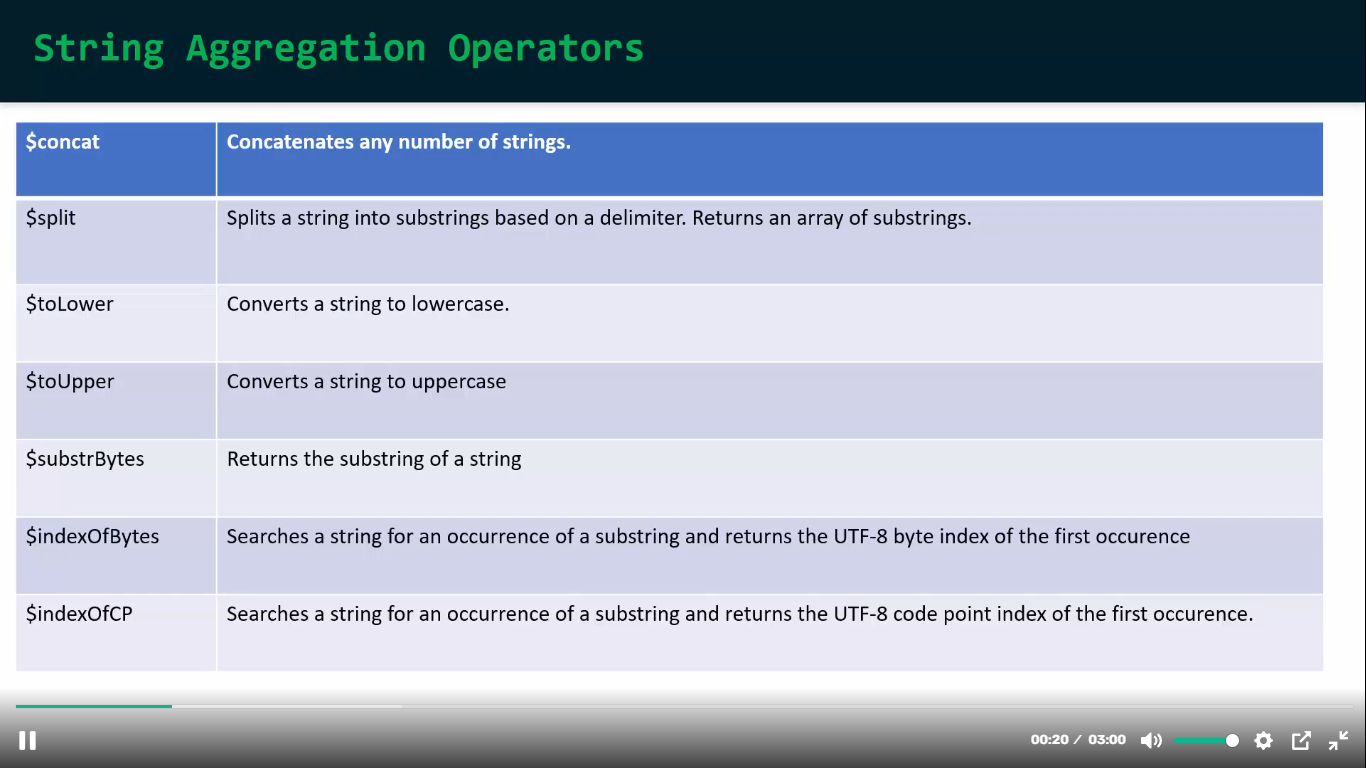 String Aggregation Operators
$concat
Concatenates any number of strings.
$split
Splits a string into substrings based on a delimiter. Returns an array of substrings.
$toLower
Converts a string to lowercase.
$toUpper
Converts a string to uppercase
$substrBytes
Returns the substring of a string
$indexOfBytes
Searches a string for an occurrence of a substring and returns the UTF-8 byte index of the first occurence
$indexOfCP
Searches a string for an occurrence of a substring and returns the UTF-8 code point index of the first occurence.
00:20 / 03:00